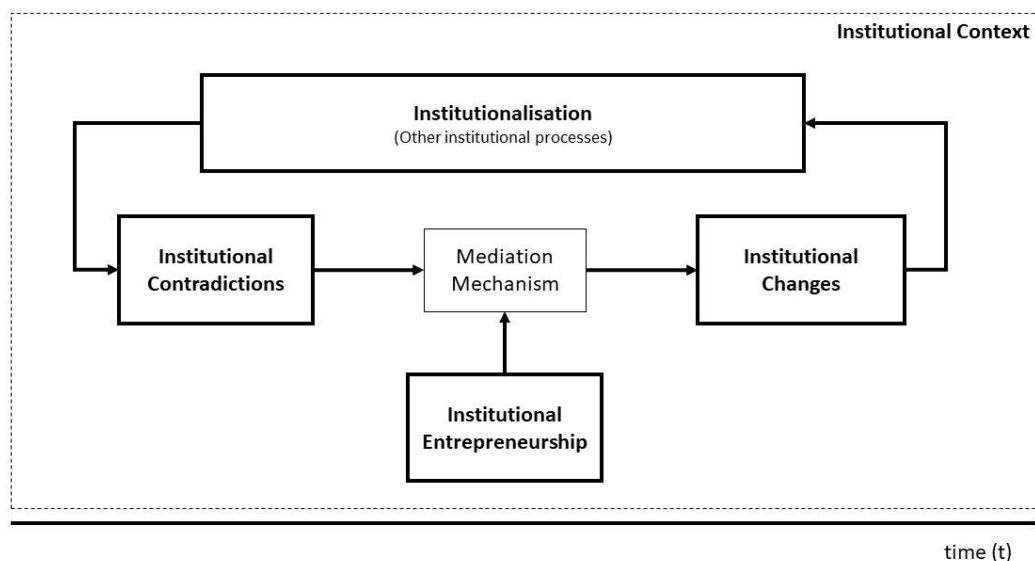 Institutional Context
Institutionalisation
(Other institutional processes)
Institutional
Contradictions
Mediation
Mechanism
Institutional
Changes
Institutional
Entrepreneurship
time (t)